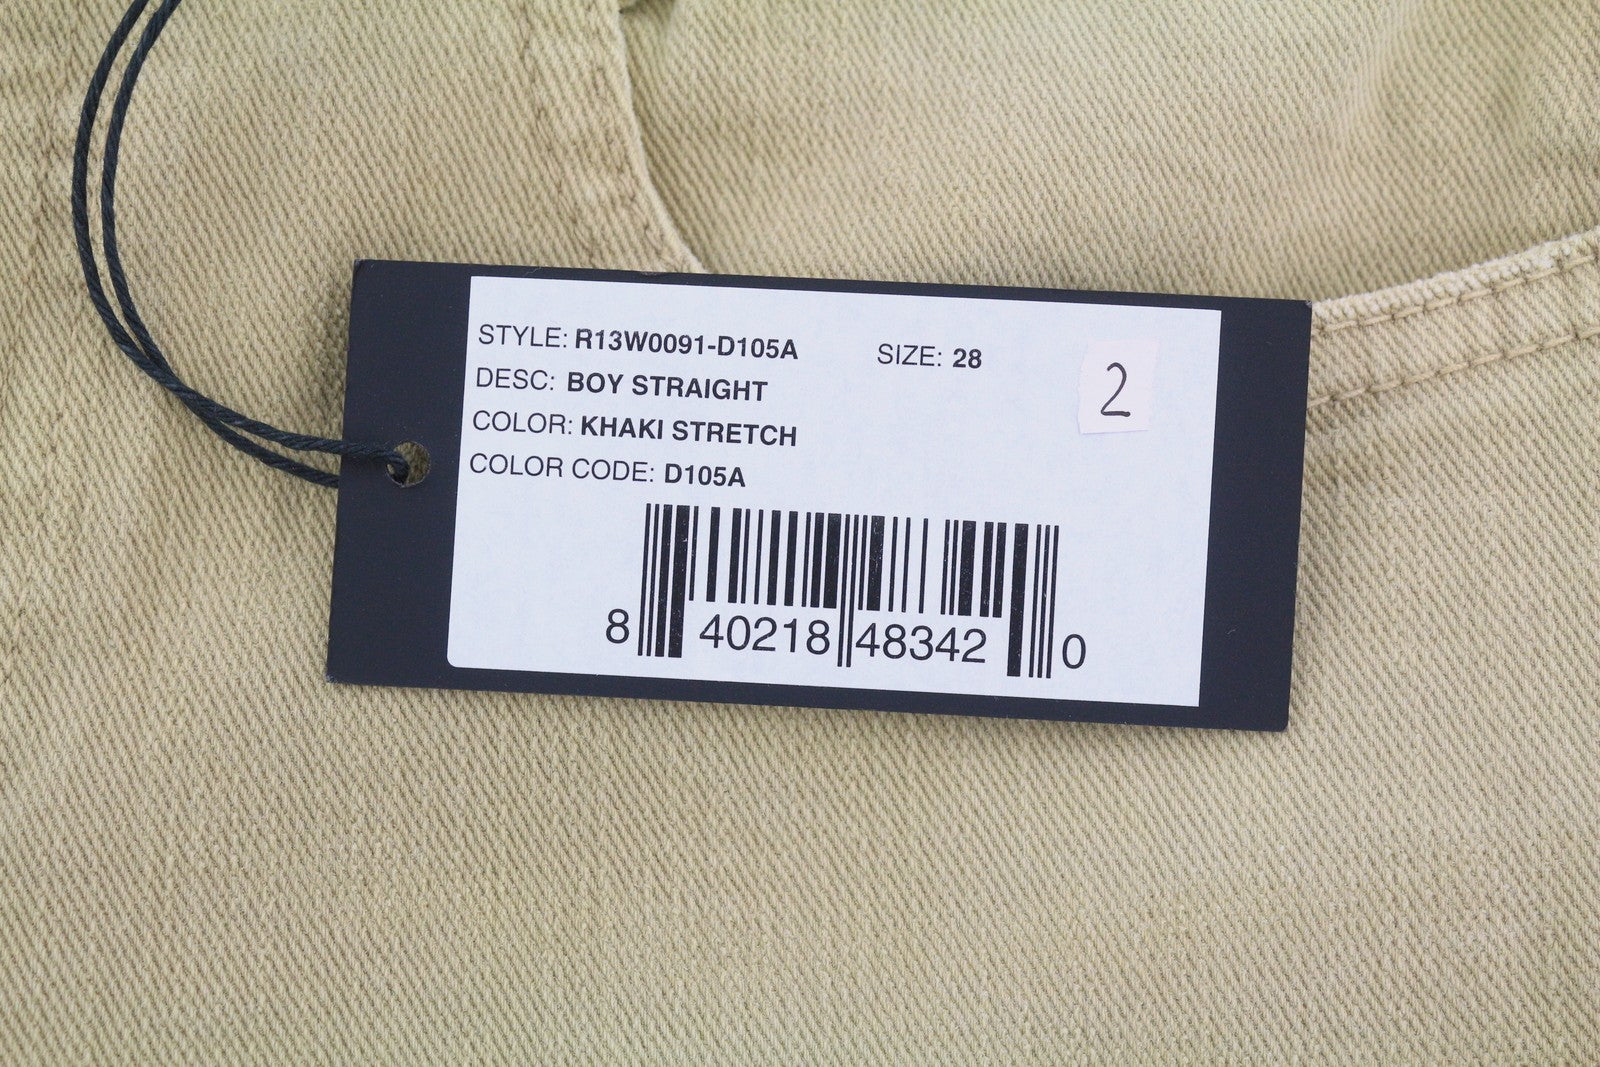 STYLE: R13W0091-D105A SIZE: 28
2
DESC: BOY STRAIGHT
COLOR: KHAKI STRETCH
COLOR CODE: D105A
8 40218 48342 0